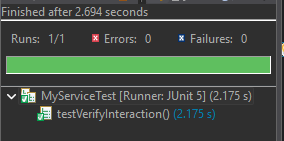 Finished after 2.694 seconds
Runs: 1/1 Errors: 0 Failures: 0
MyServiceTest [Runner: JUnit 5] (2.175 s)
testVerifyInteraction() (2.175 s)